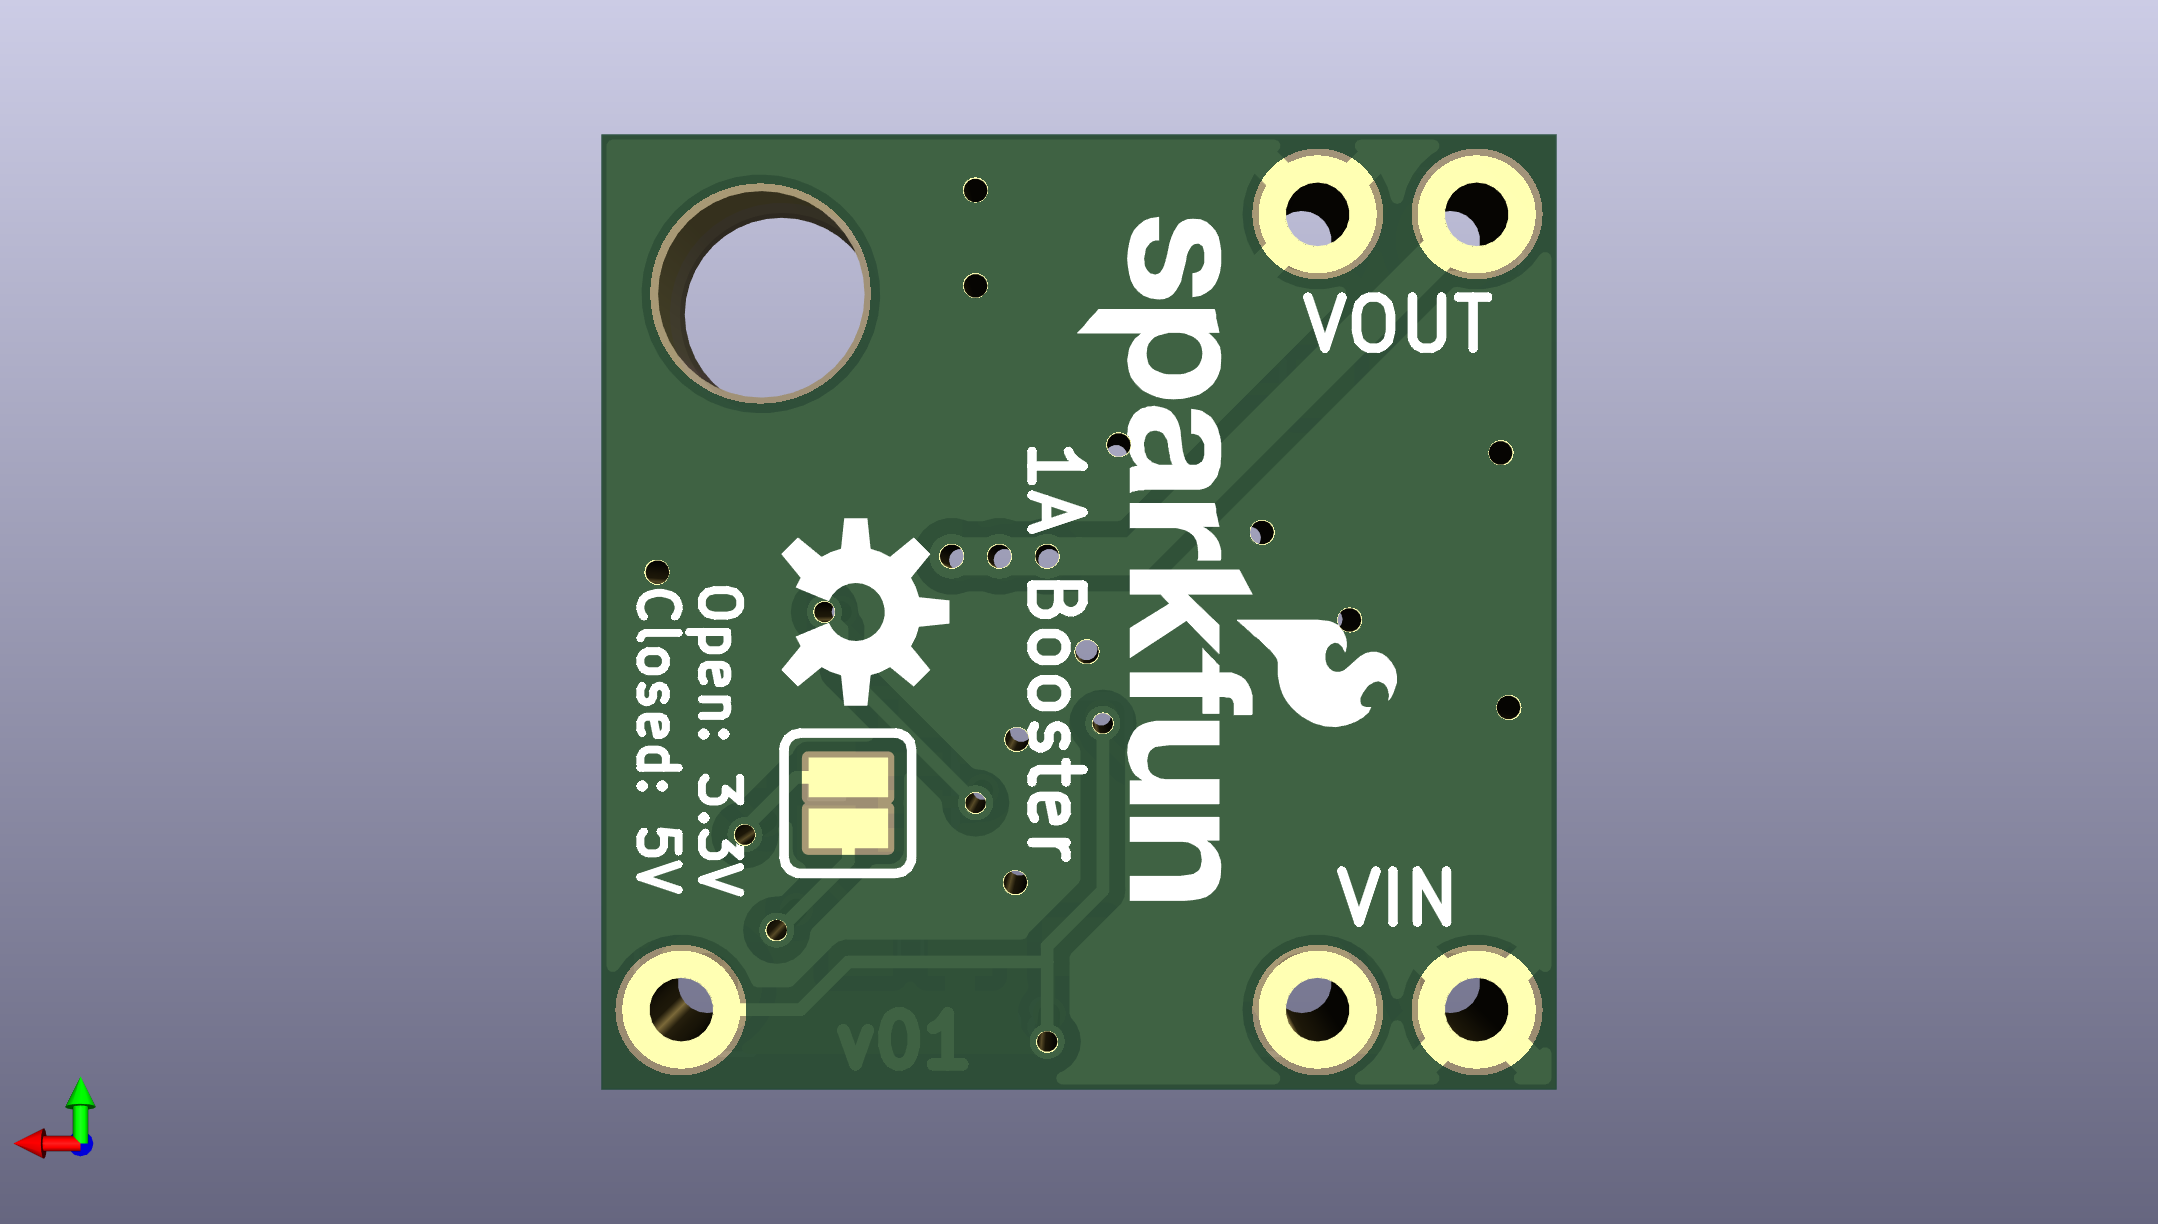 VOUT
sparkfun
1A Booster
Open: 3.3V
Closed: 5V
VIN
v01